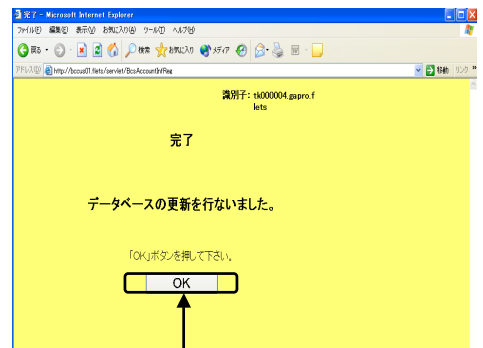 完了 - Microsoft Internet Explorer
ファイル(F) 編集(E) 表示(V) お気に入り(A) ツール(T) ヘルプ(H)
戻る 検索 お気に入り メディア
アドレス(D) http://bccus01.flets/servlet/BcsAccountInfReg 移動 リンク »
識別子: tk000004.gapro.f
lets
完了
データベースの更新を行ないました。
「OK」ボタンを押して下さい。
OK